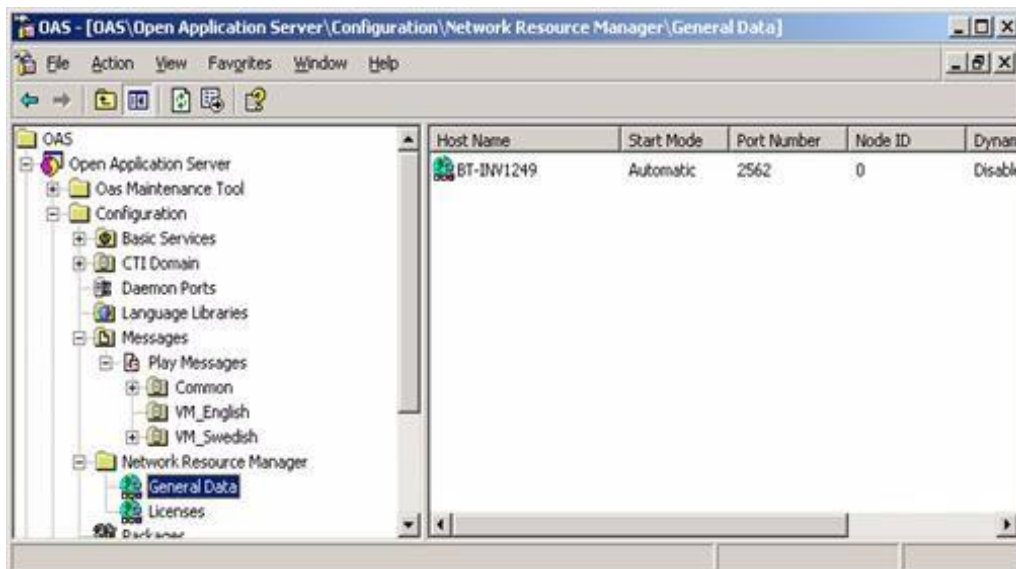 OAS - [OAS\Open Application Server\Configuration\Network Resource Manager\General Data]
File Action View Favorites Window Help
OAS
Open Application Server
Oas Maintenance Tool
Configuration
Basic Services
CTI Domain
Daemon Ports
Language Libraries
Messages
Play Messages
Common
VM_English
VM_Swedish
Network Resource Manager
General Data
Licenses
Packages
Host Name Start Mode Port Number Node ID Dynam
BT-INV1249 Automatic 2562 0 Disable